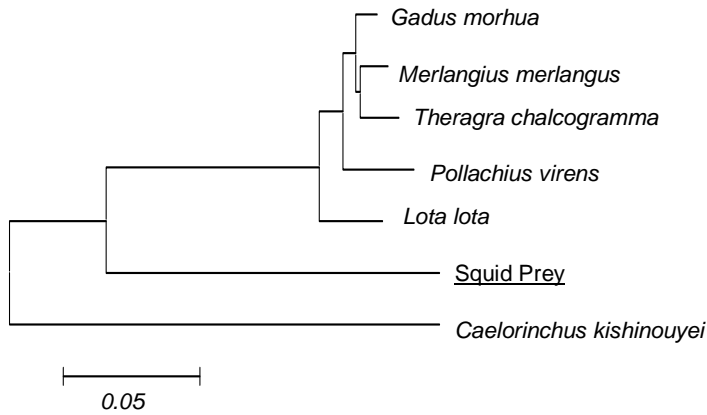 Gadus morhua
Merlangius merlangus
Theragra chalcogramma
Pollachius virens
Lota lota
Squid Prey
Caelorinchus kishinouyei
0.05